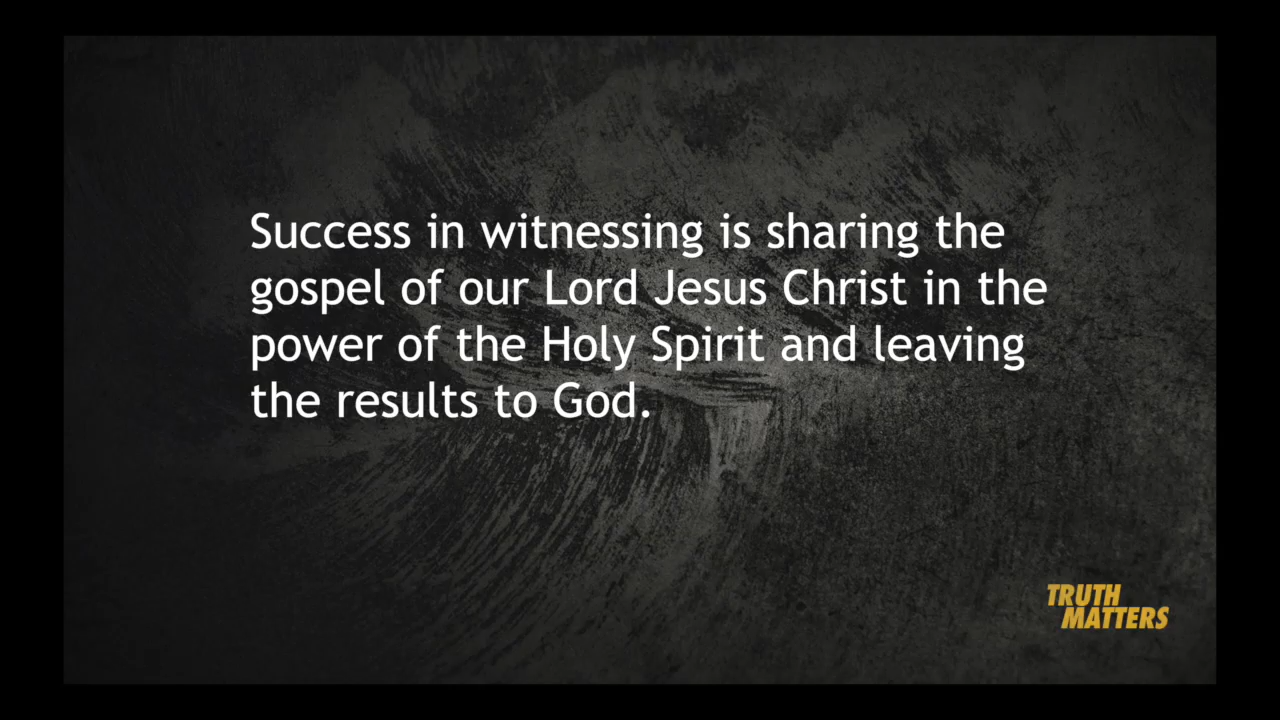 Success in witnessing is sharing the
gospel of our Lord Jesus Christ in the
power of the Holy Spirit and leaving
the results to God.
TRUTH
MATTERS